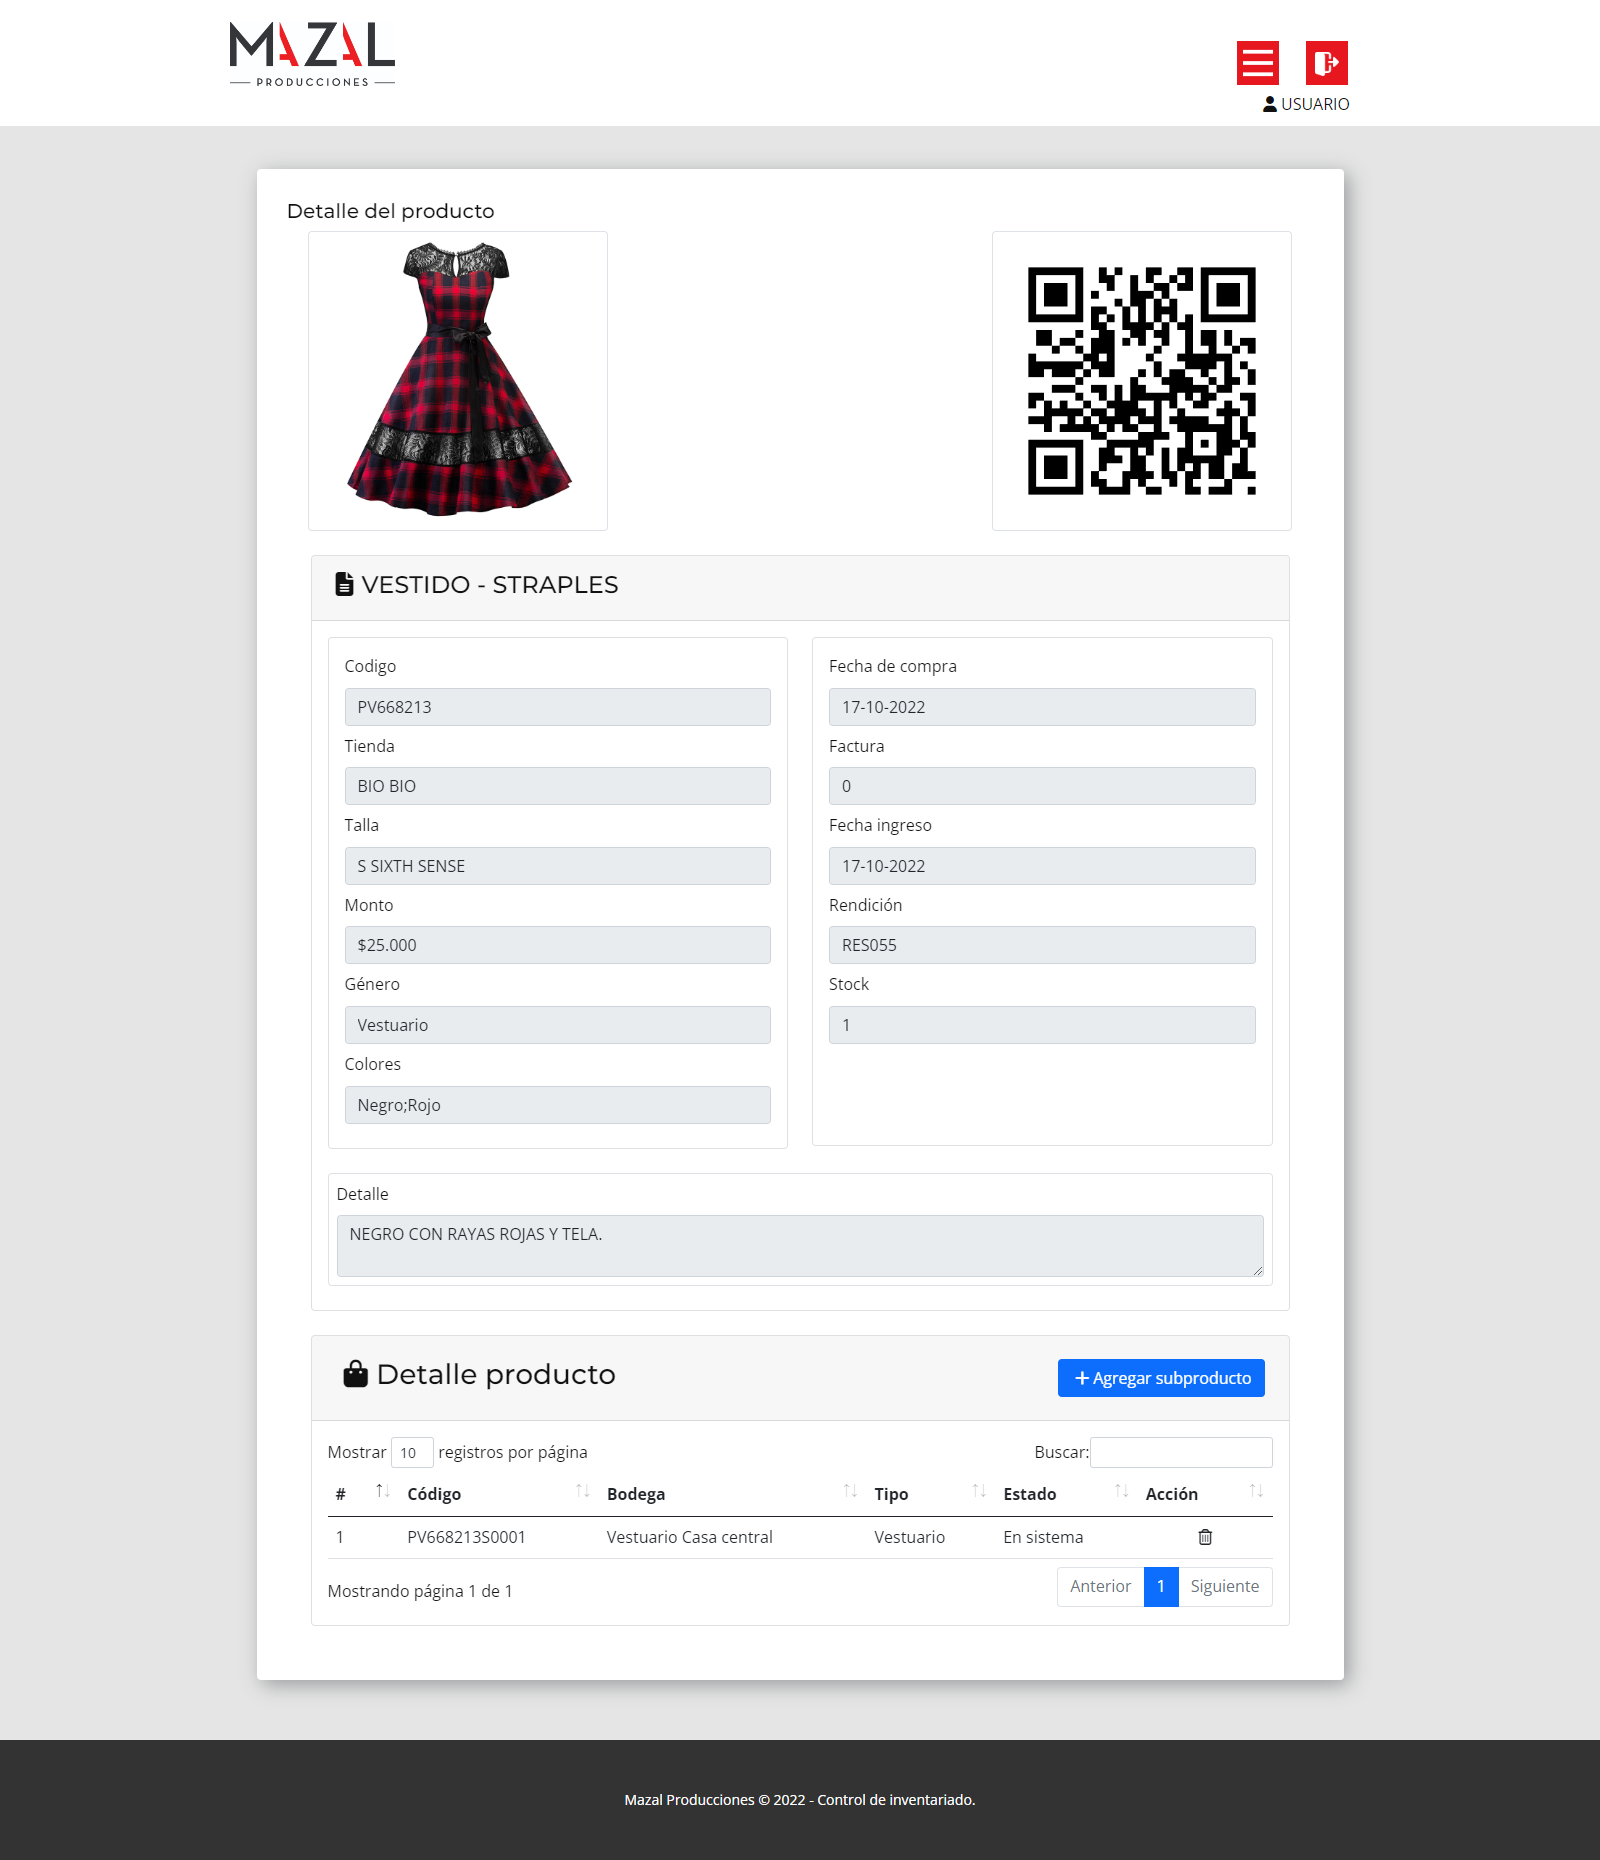 MAZAL
PRODUCCIONES
USUARIO
Detalle del producto
VESTIDO - STRAPLES
Codigo
PV668213
Tienda
BIO BIO
Talla
S SIXTH SENSE
Monto
$25.000
Género
Vestuario
Colores
Negro;Rojo
Fecha de compra
17-10-2022
Factura
0
Fecha ingreso
17-10-2022
Rendición
RES055
Stock
1
Detalle
NEGRO CON RAYAS ROJAS Y TELA.
Detalle producto
+ Agregar subproducto
Mostrar 10 registros por página
Buscar:
# Código Bodega Tipo Estado Acción
1 PV668213S0001 Vestuario Casa central Vestuario En sistema
Mostrando página 1 de 1
Anterior 1 Siguiente
Mazal Producciones © 2022 - Control de inventariado.